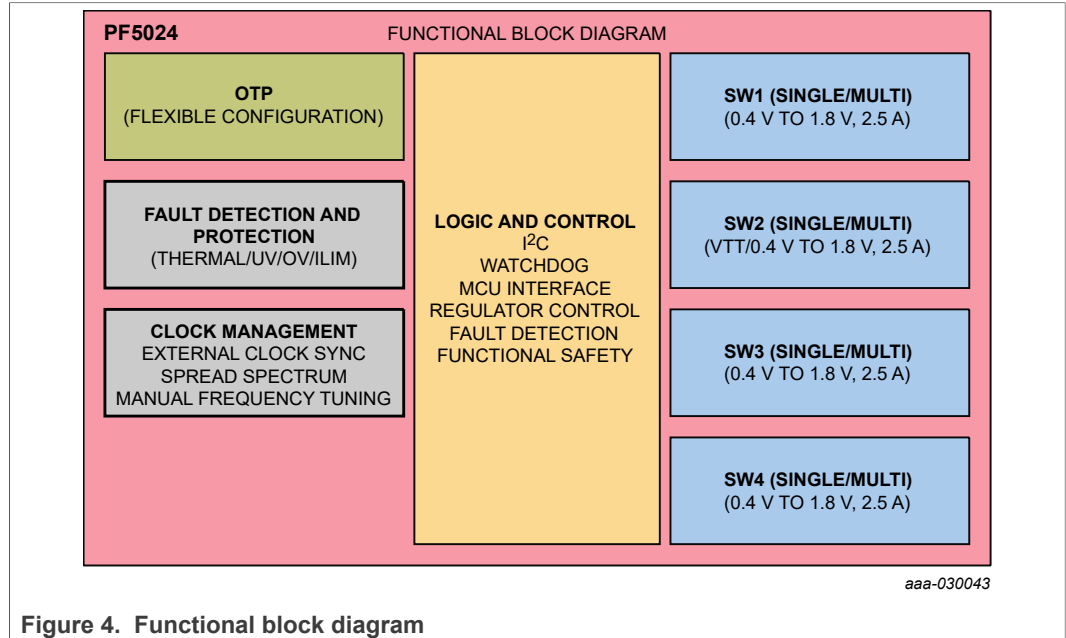 PF5024
FUNCTIONAL BLOCK DIAGRAM
OTP
(FLEXIBLE CONFIGURATION)
FAULT DETECTION AND
PROTECTION
(THERMAL/UV/OV/ILIM)
CLOCK MANAGEMENT
EXTERNAL CLOCK SYNC
SPREAD SPECTRUM
MANUAL FREQUENCY TUNING
LOGIC AND CONTROL
I²C
WATCHDOG
MCU INTERFACE
REGULATOR CONTROL
FAULT DETECTION
FUNCTIONAL SAFETY
SW1 (SINGLE/MULTI)
(0.4 V TO 1.8 V, 2.5 A)
SW2 (SINGLE/MULTI)
(VTT/0.4 V TO 1.8 V, 2.5 A)
SW3 (SINGLE/MULTI)
(0.4 V TO 1.8 V, 2.5 A)
SW4 (SINGLE/MULTI)
(0.4 V TO 1.8 V, 2.5 A)
aaa-030043
Figure 4. Functional block diagram